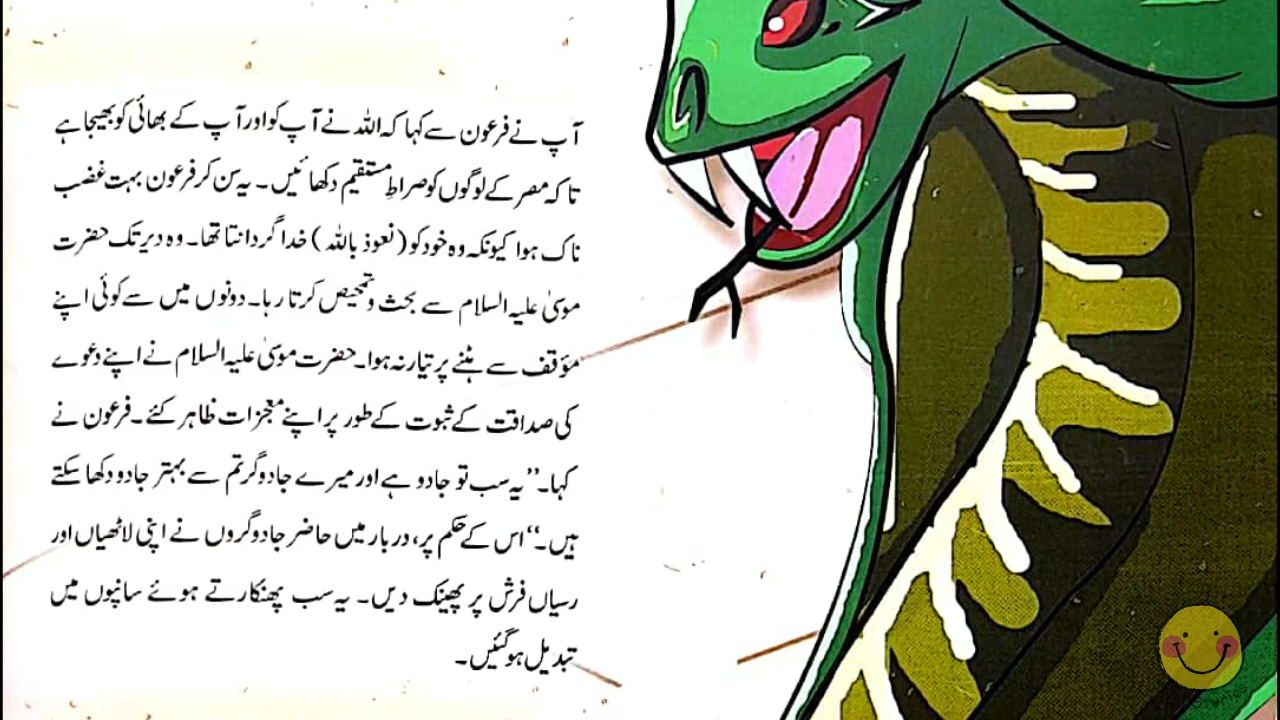 آپ نے فرعون سے کہا کہ اللہ نے آپ کو اور آپ کے بھائی کو بھیجا ہے
تاکہ مصر کے لوگوں کو صراطِ مستقیم دکھائیں۔ یہ سن کر فرعون بہت غضب
ناک ہوا کیونکہ وہ خود کو (نعوذ باللہ) خدا گردانتا تھا۔ وہ دیر تک حضرت
موسیٰ علیہ السلام سے بحث و تمحیص کرتا رہا۔ دونوں میں سے کوئی اپنے
مؤقف سے ہٹنے پر تیار نہ ہوا۔ حضرت موسیٰ علیہ السلام نے اپنے دعوے
کی صداقت کے ثبوت کے طور پر اپنے معجزات ظاہر کئے۔ فرعون نے
کہا۔ ”یہ سب تو جادو ہے اور میرے جادوگر تم سے بہتر جادو دکھا سکتے
ہیں۔“ اس کے حکم پر، دربار میں حاضر جادوگروں نے اپنی لاٹھیاں اور
رسیاں فرش پر پھینک دیں۔ یہ سب پھنکارتے ہوئے سانپوں میں
تبدیل ہو گئیں۔